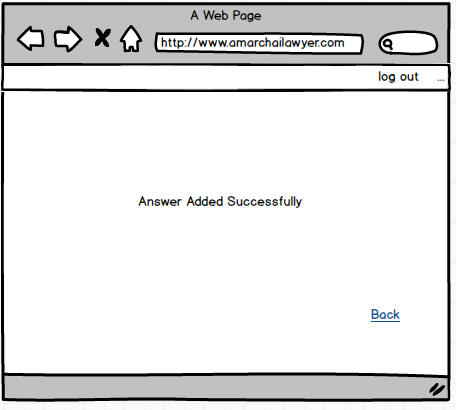 A Web Page
http://www.amarchailawyer.com
log out ...
Answer Added Successfully
Back